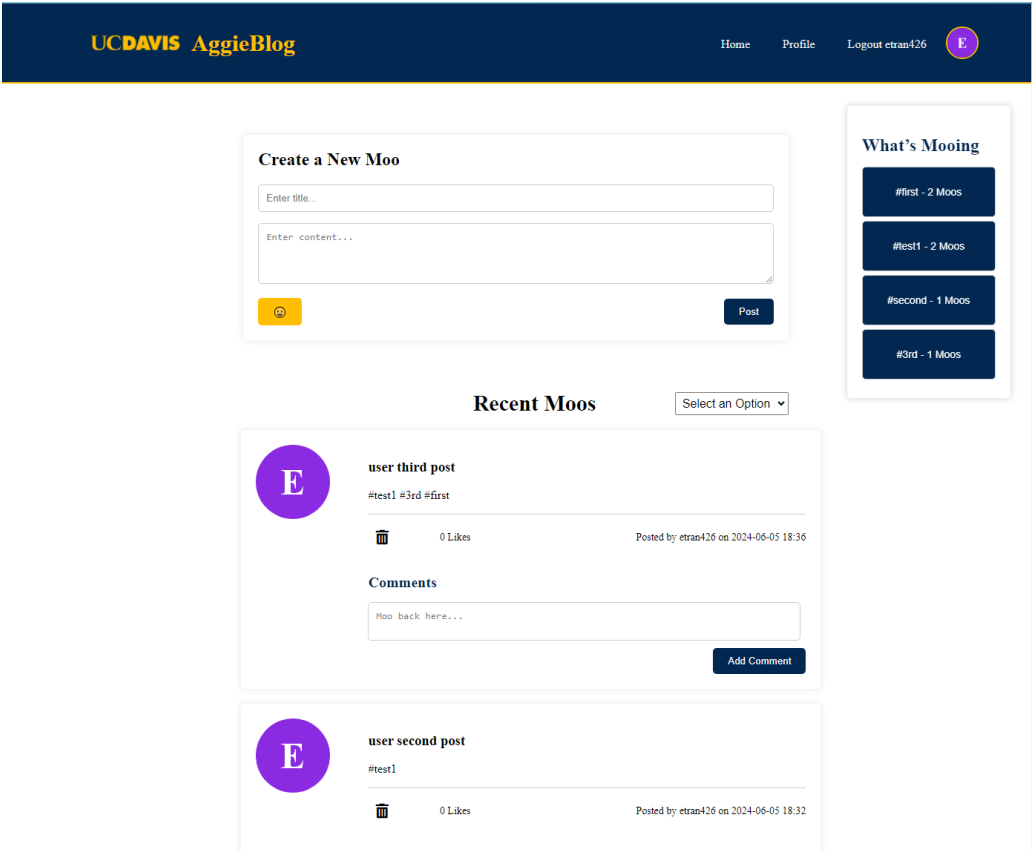 UCDAVIS AggieBlog
Home Profile Logout etran426 E
Create a New Moo
Enter title...
Enter content...
Post
What's Mooing
#first - 2 Moos
#test1 - 2 Moos
#second - 1 Moos
#3rd - 1 Moos
Recent Moos
Select an Option
E
user third post
#test1 #3rd #first
0 Likes
Posted by etran426 on 2024-06-05 18:36
Comments
Moo back here...
Add Comment
E
user second post
#test1
0 Likes
Posted by etran426 on 2024-06-05 18:32